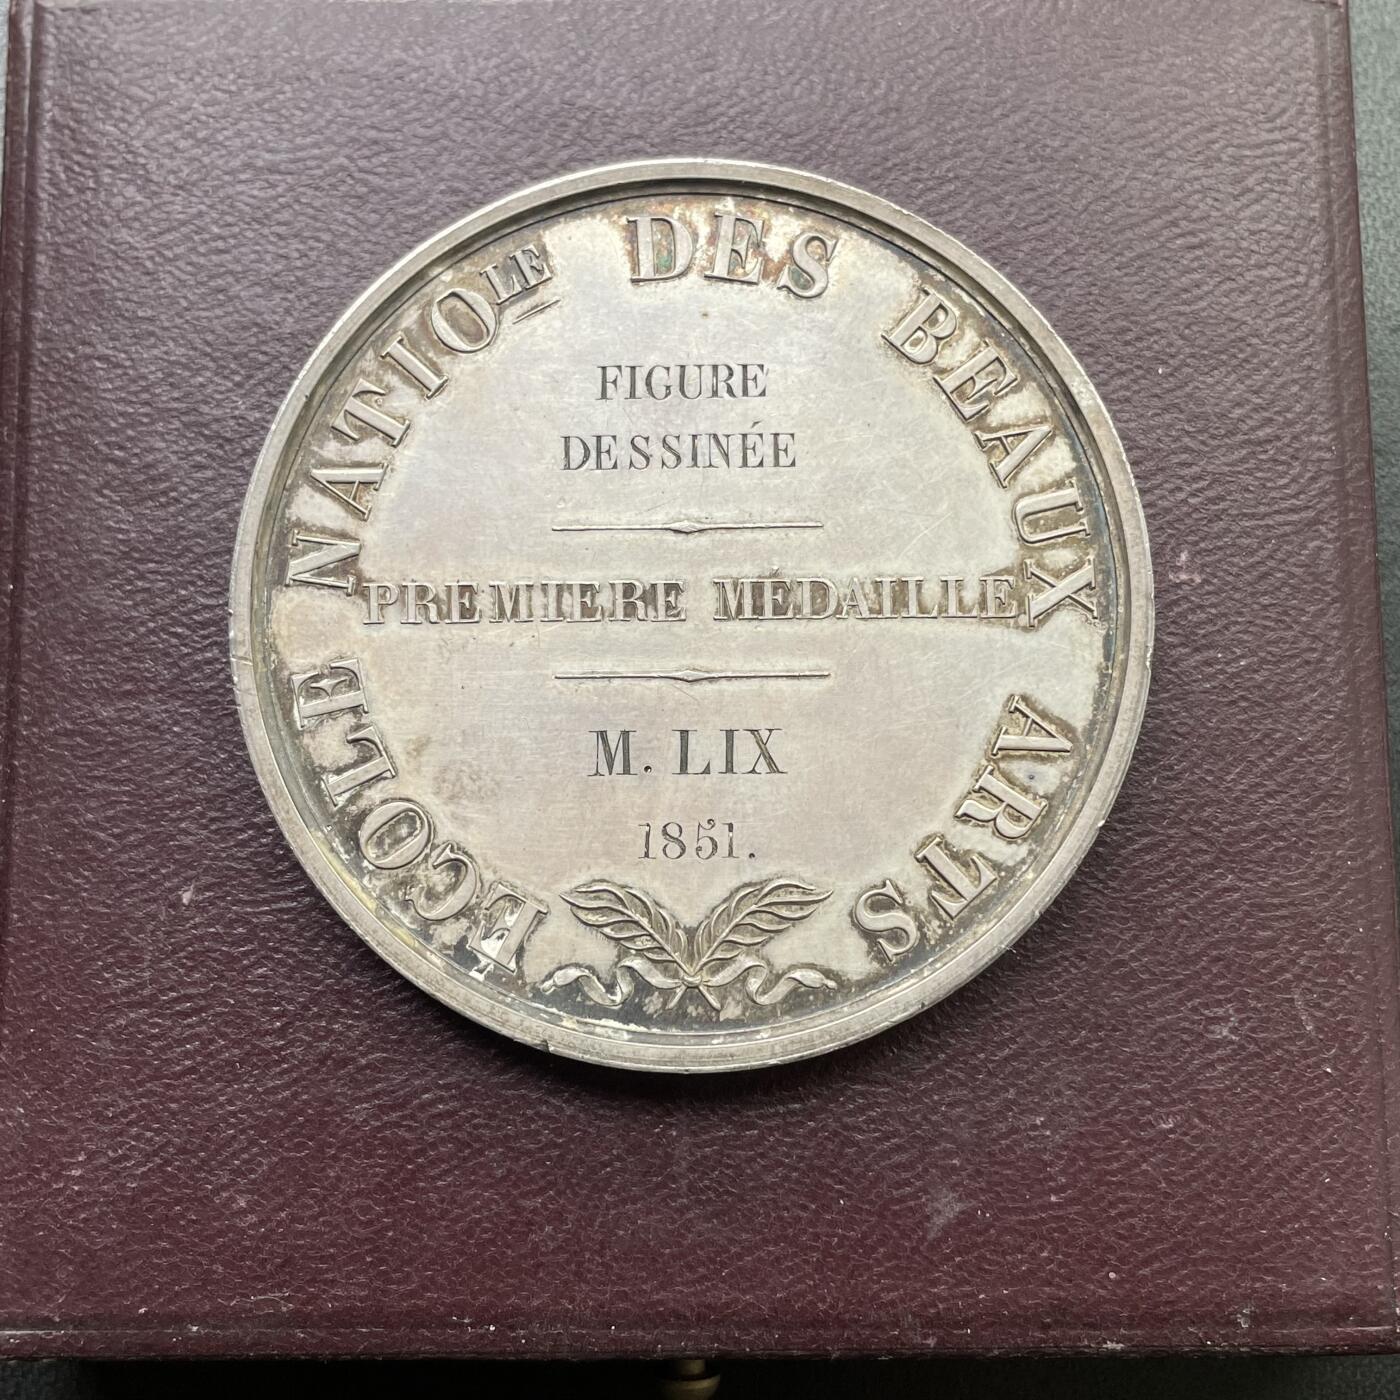 ECOLE NATIOLE DES BEAUX ARTS
FIGURE
DESSINÉE
PREMIERE MÉDAILLE
M. LIX
1851.